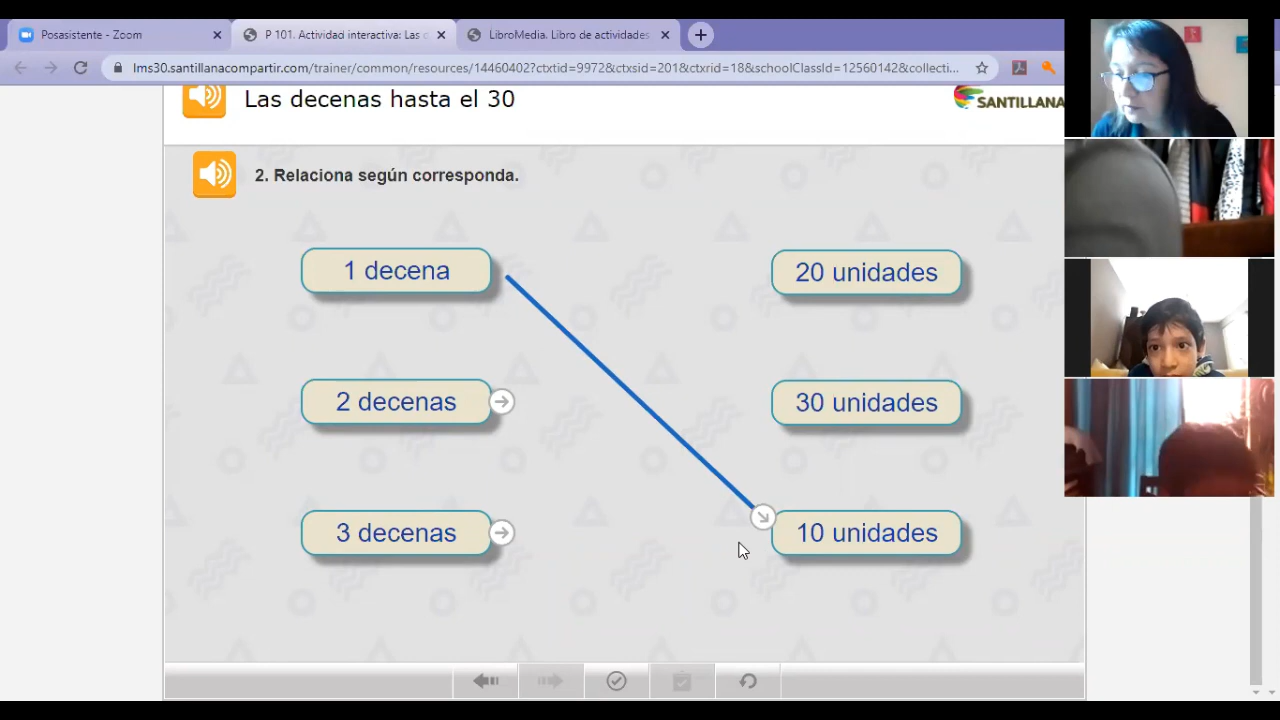 Posasistente - Zoom
P 101. Actividad interactiva: Las
LibroMedia. Libro de actividades
lms30.santillanacompartir.com/trainer/common/resources/14460402?ctxtid=9972&ctxsid=201&ctxrid=18&schoolClassId=12560142&collecti...
Las decenas hasta el 30
SANTILLANA
2. Relaciona según corresponda.
1 decena
20 unidades
2 decenas
30 unidades
3 decenas
10 unidades